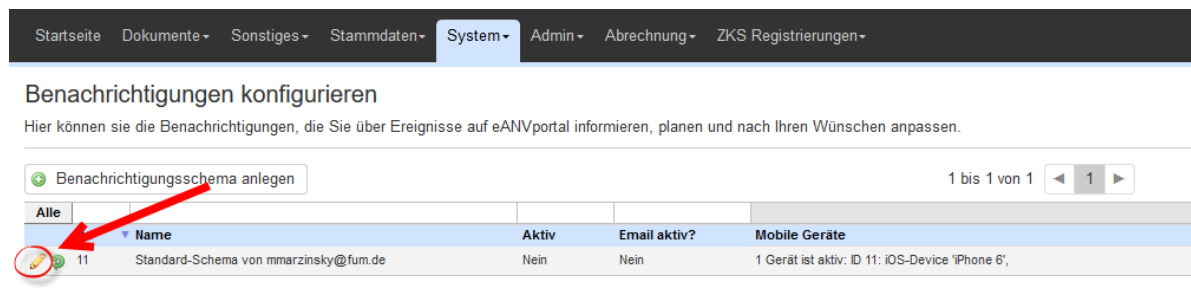 Startseite Dokumente Sonstiges Stammdaten System Admin Abrechnung ZKS Registrierungen
Benachrichtigungen konfigurieren
Hier können sie die Benachrichtigungen, die Sie über Ereignisse auf eANVportal informieren, planen und nach Ihren Wünschen anpassen.
Benachrichtigungsschema anlegen 1 bis 1 von 1 1
Alle
Name Aktiv Email aktiv? Mobile Geräte
11 Standard-Schema von mmarzinsky@fum.de Nein Nein 1 Gerät ist aktiv: ID 11: iOS-Device 'iPhone 6',